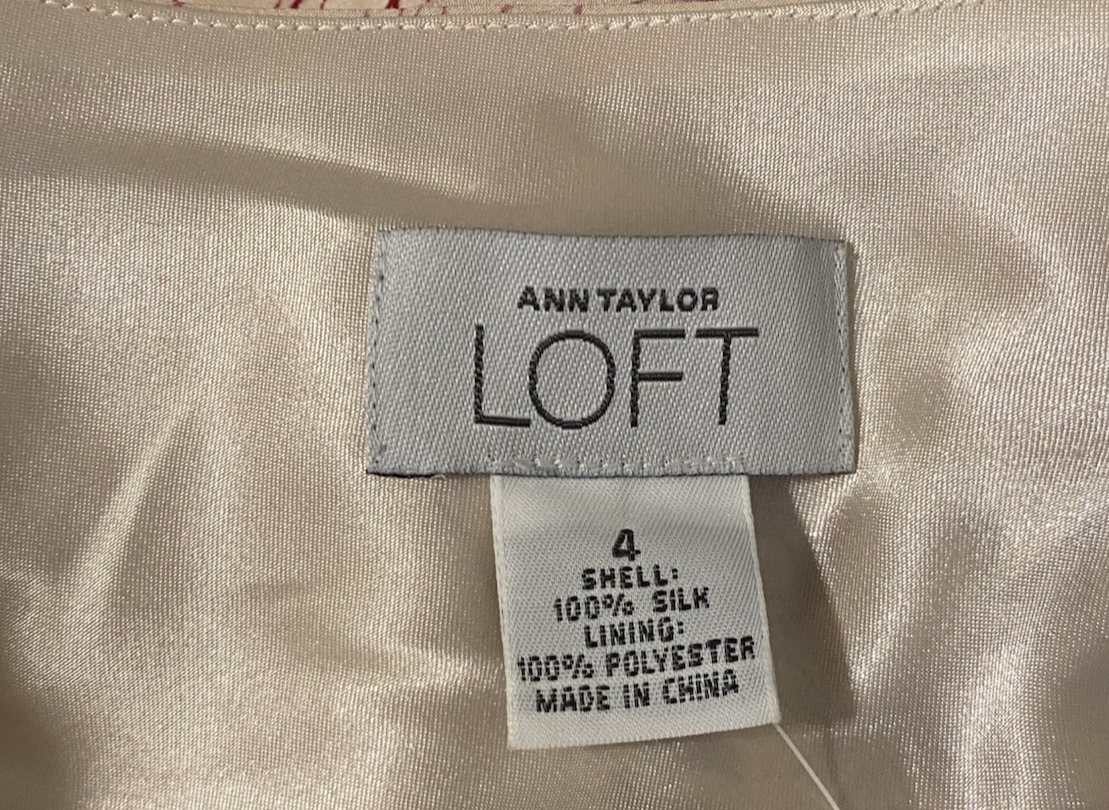 ANN TAYLOR
LOFT
4
SHELL:
100% SILK
LINING:
100% POLYESTER
MADE IN CHINA